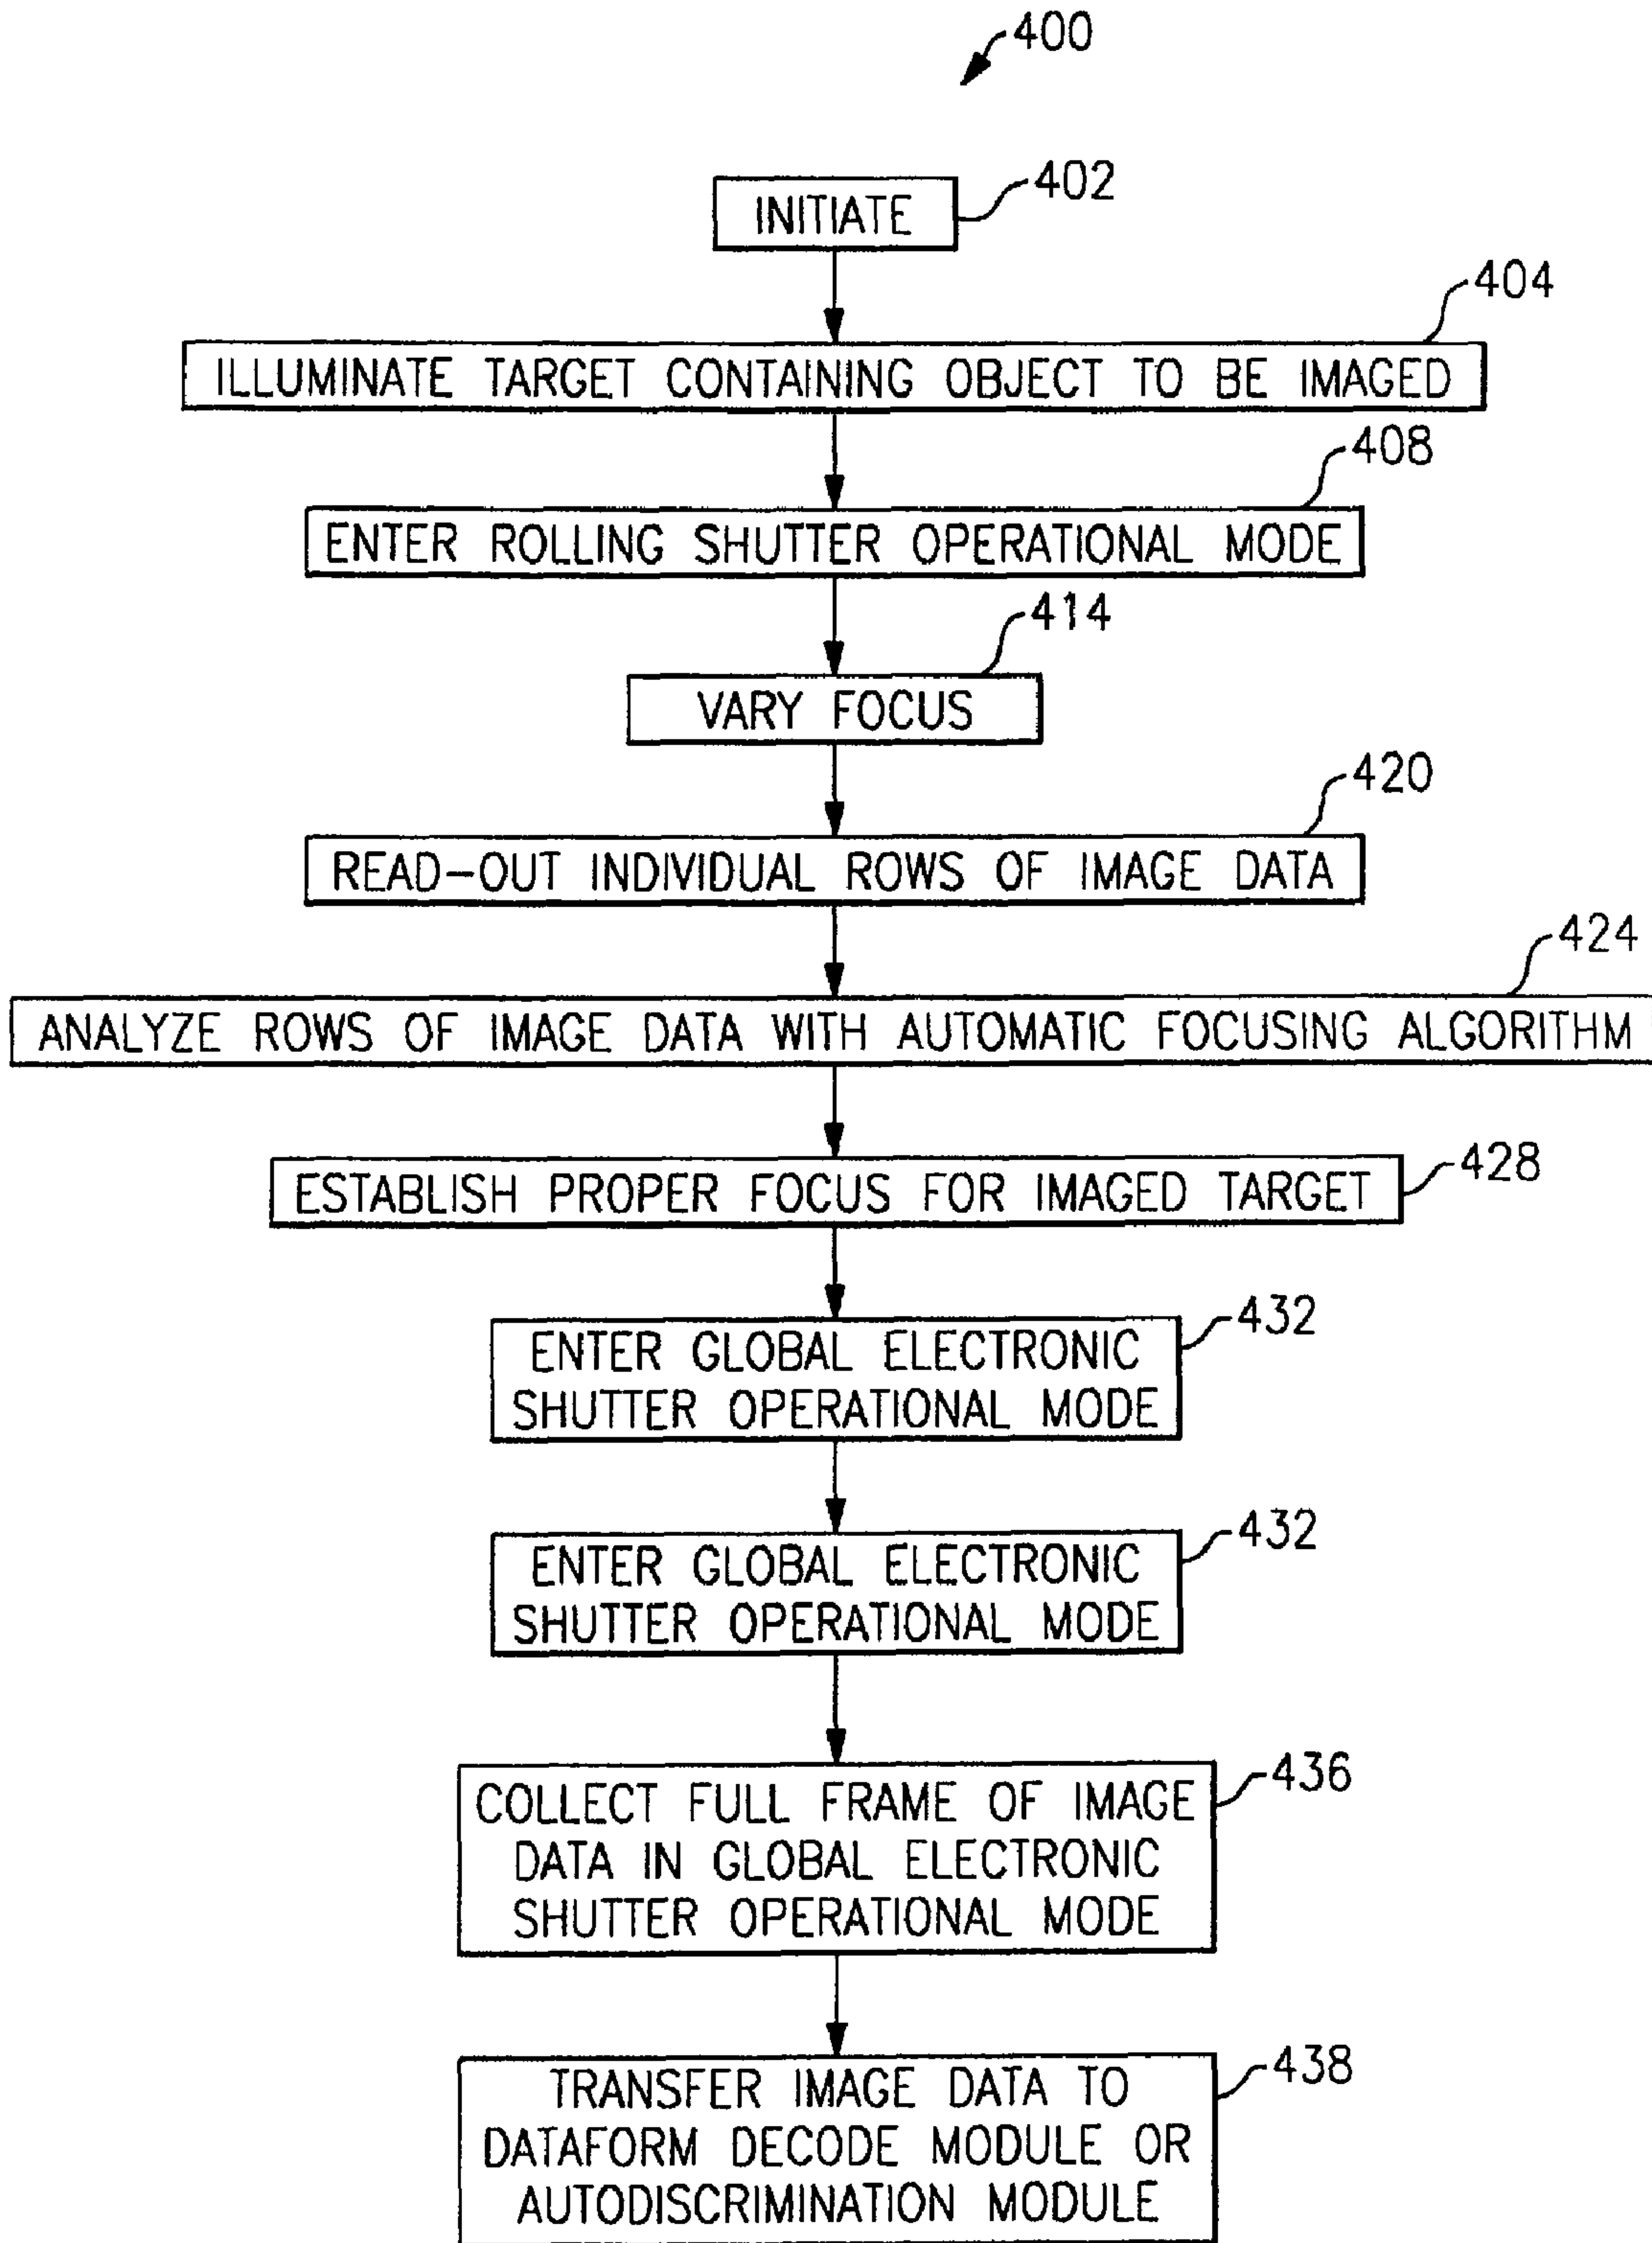 400
402
INITIATE
404
ILLUMINATE TARGET CONTAINING OBJECT TO BE IMAGED
408
ENTER ROLLING SHUTTER OPERATIONAL MODE
414
VARY FOCUS
420
READ-OUT INDIVIDUAL ROWS OF IMAGE DATA
424
ANALYZE ROWS OF IMAGE DATA WITH AUTOMATIC FOCUSING ALGORITHM
428
ESTABLISH PROPER FOCUS FOR IMAGED TARGET
432
ENTER GLOBAL ELECTRONIC
SHUTTER OPERATIONAL MODE
432
ENTER GLOBAL ELECTRONIC
SHUTTER OPERATIONAL MODE
436
COLLECT FULL FRAME OF IMAGE
DATA IN GLOBAL ELECTRONIC
SHUTTER OPERATIONAL MODE
438
TRANSFER IMAGE DATA TO
DATAFORM DECODE MODULE OR
AUTODISCRIMINATION MODULE